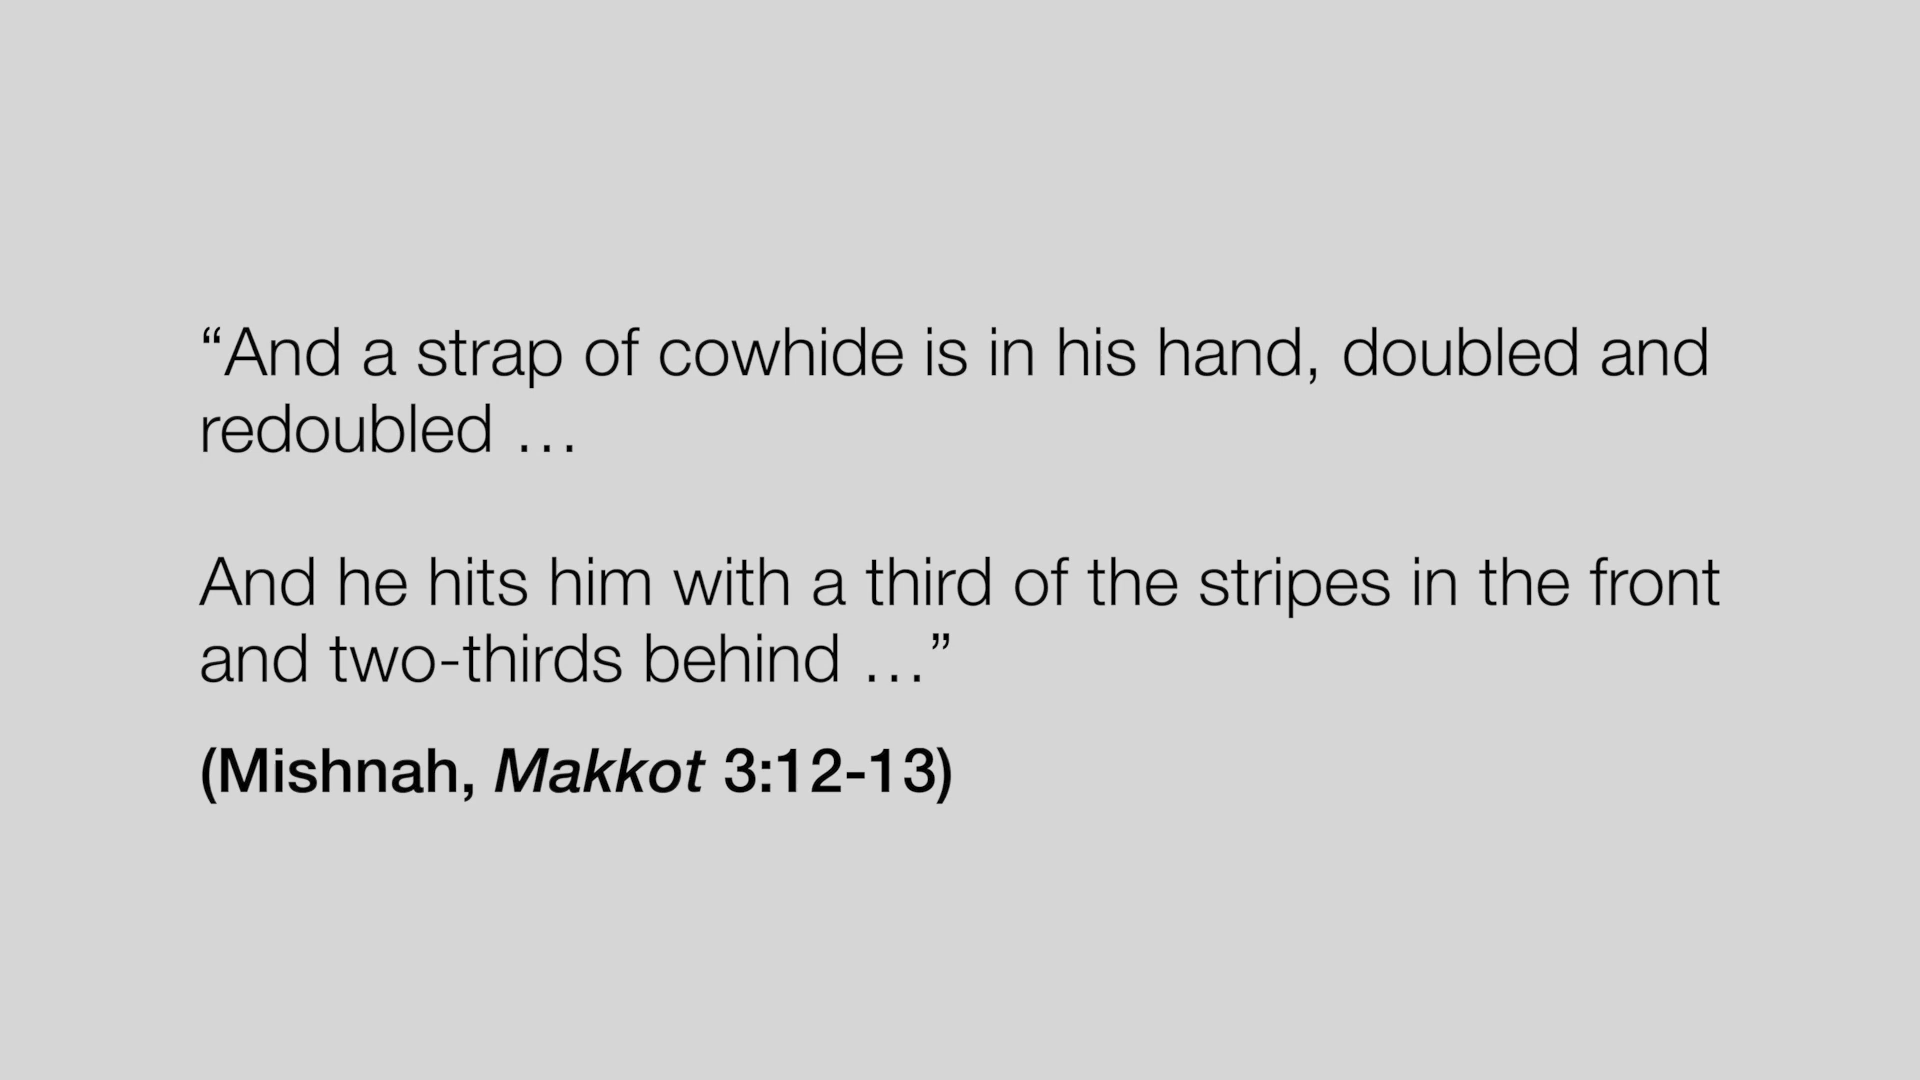 “And a strap of cowhide is in his hand, doubled and
redoubled …
And he hits him with a third of the stripes in the front
and two-thirds behind …”
(Mishnah, Makkot 3:12-13)